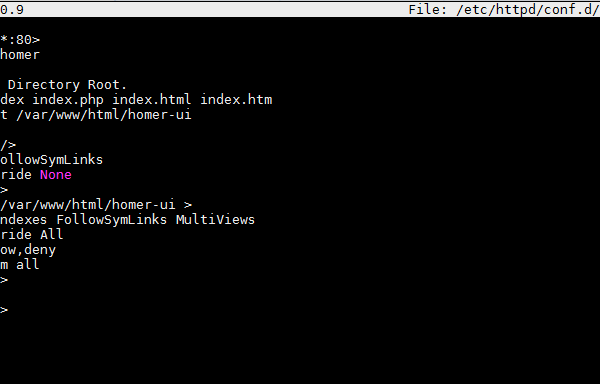 0.9 File: /etc/httpd/conf.d/
*:80>
homer
Directory Root.
dex index.php index.html index.htm
t /var/www/html/homer-ui
/>
ollowSymLinks
ride None
>
/var/www/html/homer-ui >
ndexes FollowSymLinks MultiViews
ride All
ow,deny
m all
>
>